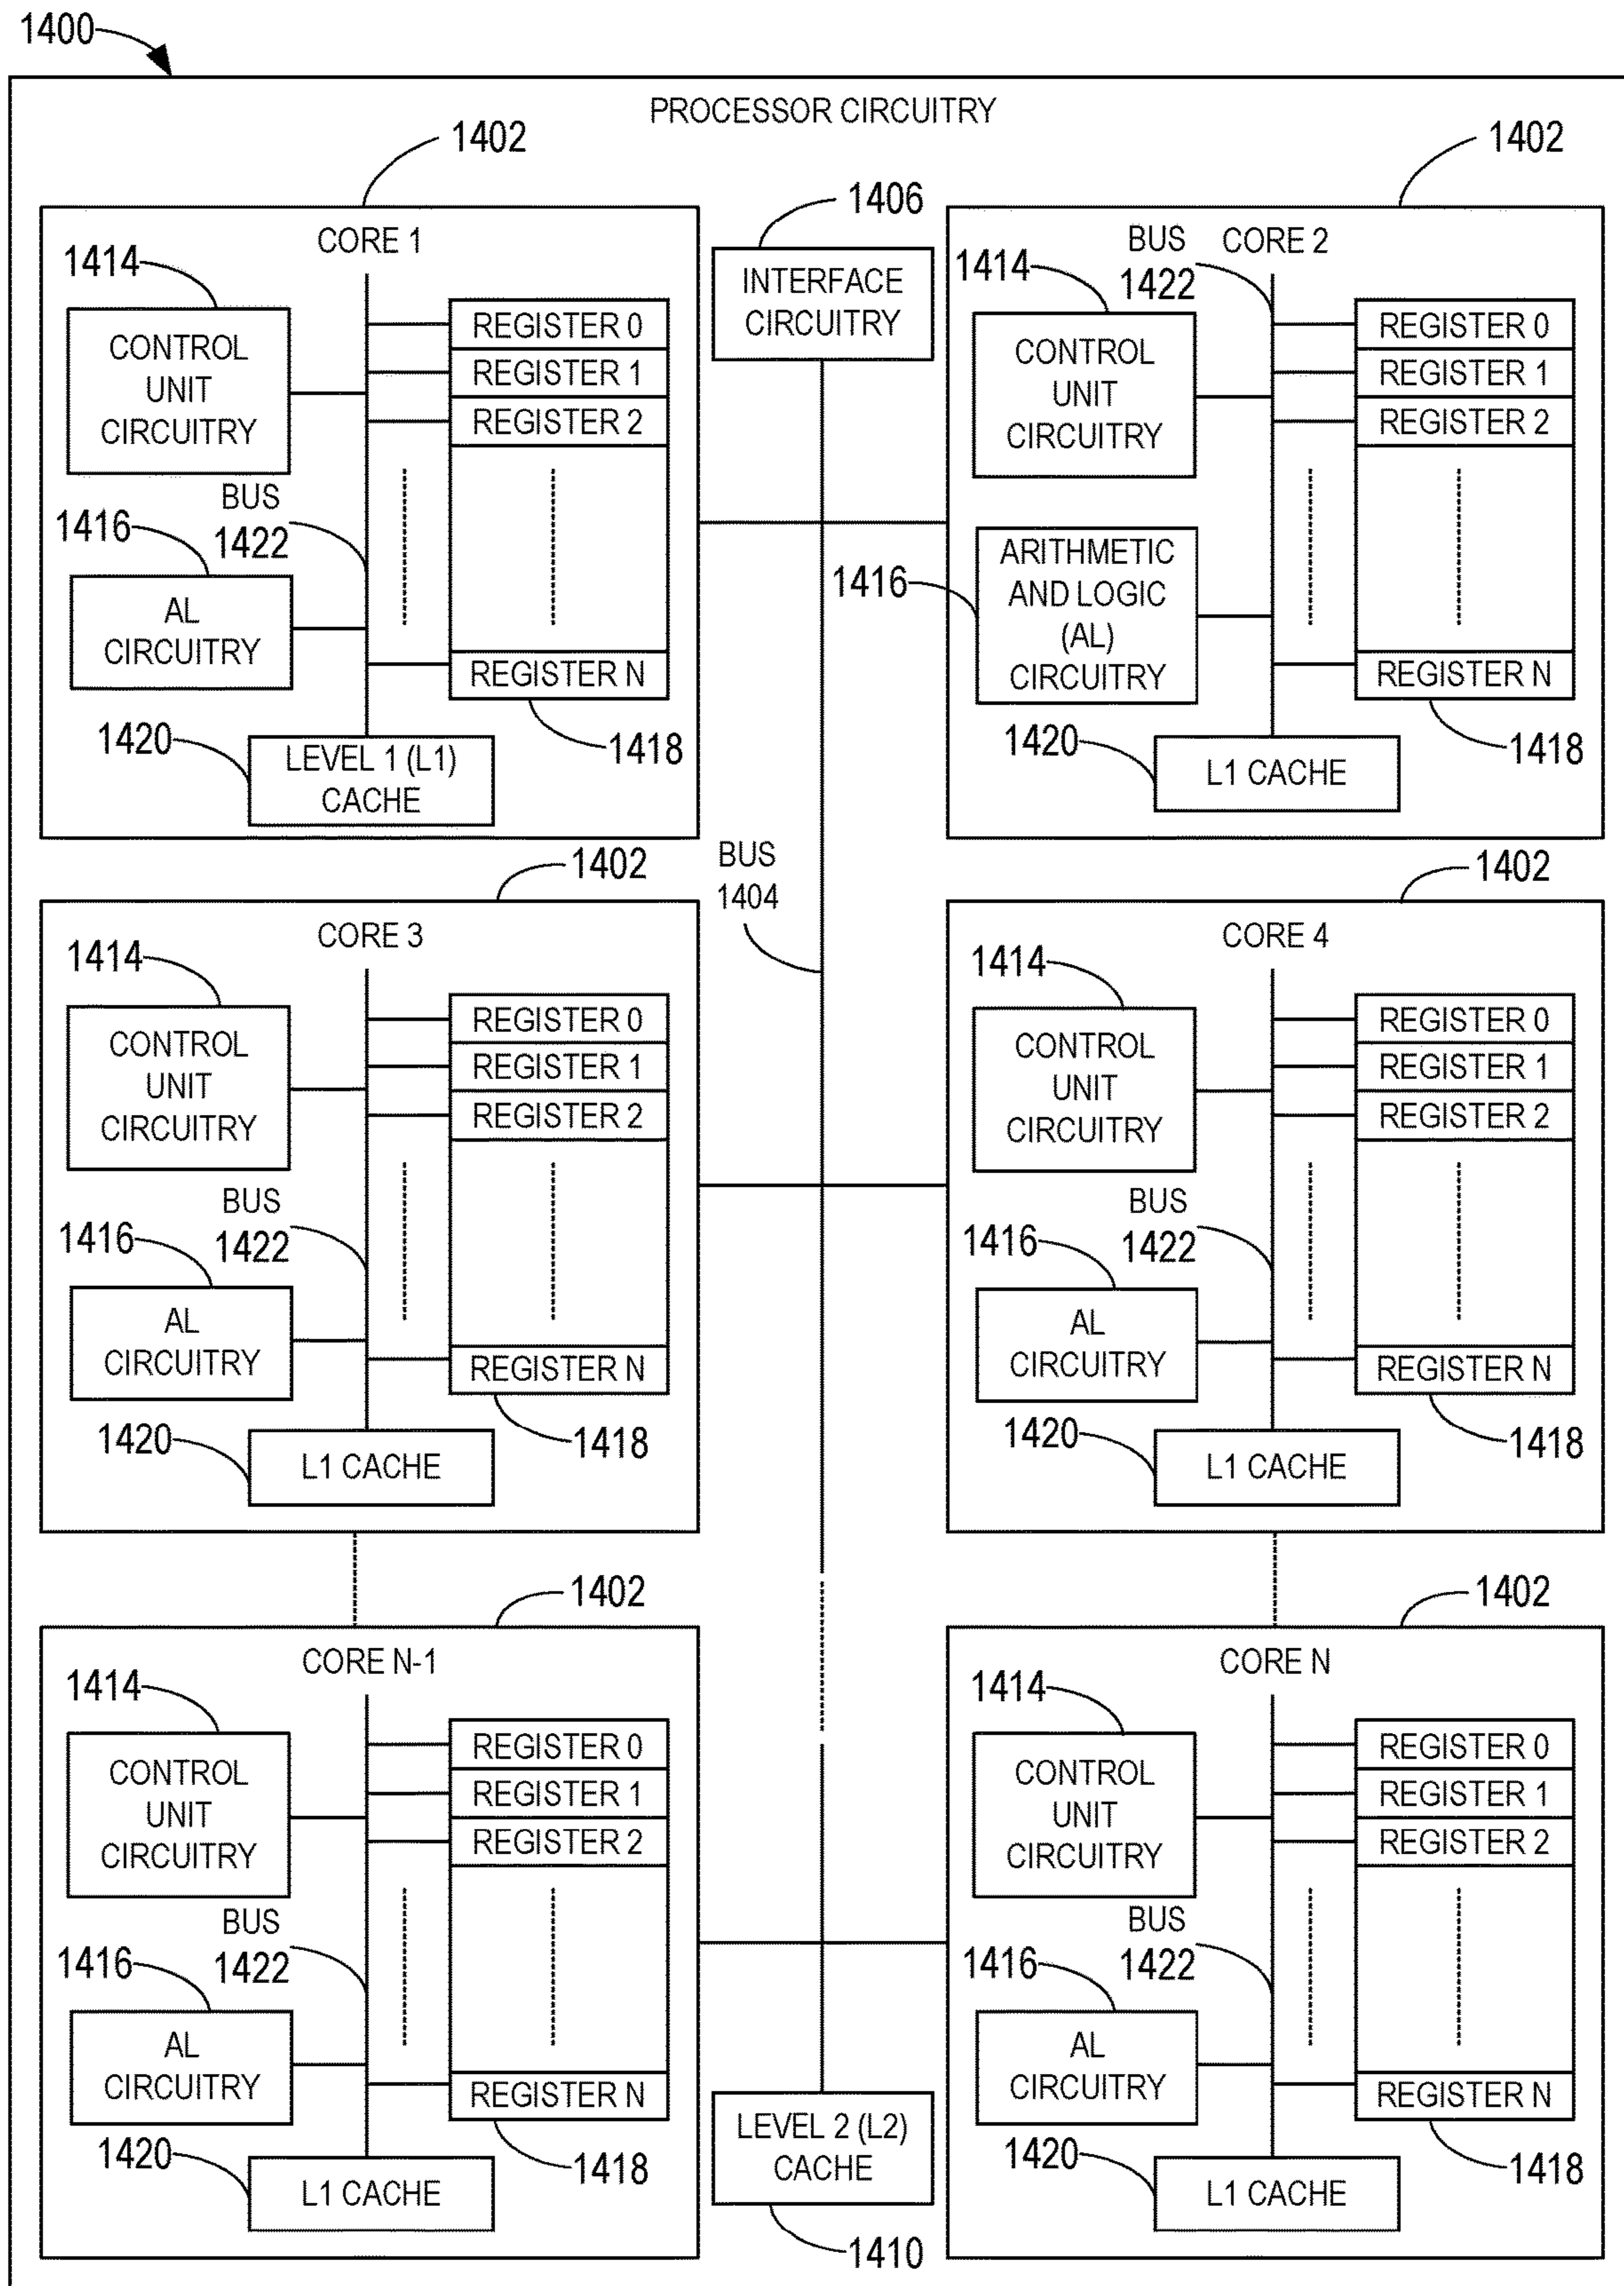 1400
PROCESSOR CIRCUITRY
1402
CORE 1
1414
CONTROL
UNIT
CIRCUITRY
REGISTER 0
REGISTER 1
REGISTER 2
BUS
1422
1416
AL
CIRCUITRY
REGISTER N
1418
1420
LEVEL 1 (L1)
CACHE
1406
INTERFACE
CIRCUITRY
1402
BUS
1422
CORE 2
1414
CONTROL
UNIT
CIRCUITRY
REGISTER 0
REGISTER 1
REGISTER 2
1416
ARITHMETIC
AND LOGIC
(AL)
CIRCUITRY
REGISTER N
1418
1420
L1 CACHE
BUS
1404
1402
CORE 3
1414
CONTROL
UNIT
CIRCUITRY
REGISTER 0
REGISTER 1
REGISTER 2
BUS
1422
1416
AL
CIRCUITRY
REGISTER N
1418
1420
L1 CACHE
1402
CORE 4
1414
CONTROL
UNIT
CIRCUITRY
REGISTER 0
REGISTER 1
REGISTER 2
BUS
1422
1416
AL
CIRCUITRY
REGISTER N
1418
1420
L1 CACHE
1402
CORE N-1
1414
CONTROL
UNIT
CIRCUITRY
REGISTER 0
REGISTER 1
REGISTER 2
BUS
1422
1416
AL
CIRCUITRY
REGISTER N
1418
1420
L1 CACHE
LEVEL 2 (L2)
CACHE
1410
1402
CORE N
1414
CONTROL
UNIT
CIRCUITRY
REGISTER 0
REGISTER 1
REGISTER 2
BUS
1422
1416
AL
CIRCUITRY
REGISTER N
1418
1420
L1 CACHE